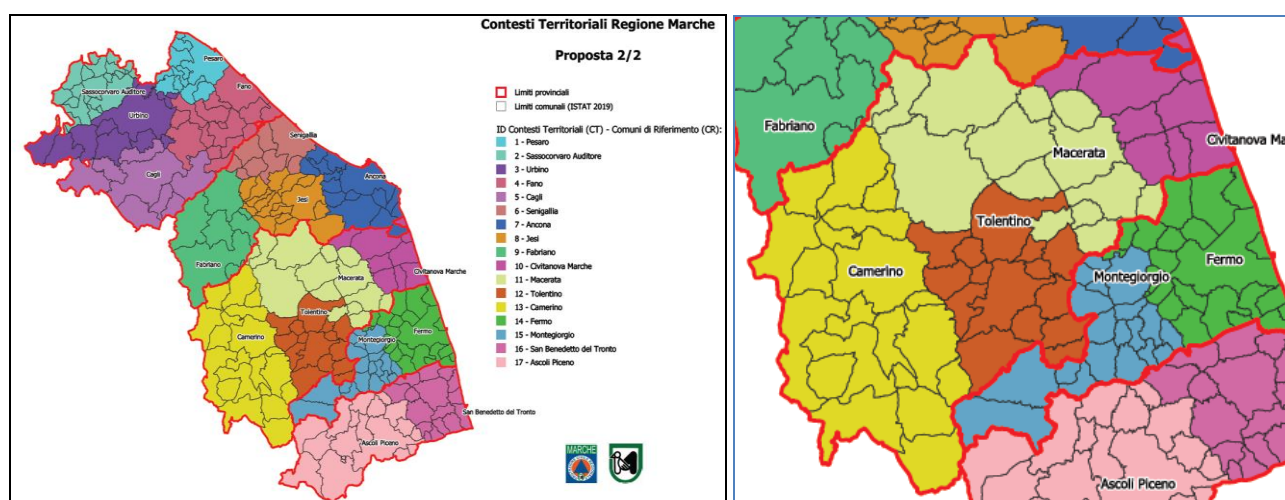 Contesti Territoriali Regione Marche
Proposta 2/2
Limiti provinciali
Limiti comunali (ISTAT 2019)
ID Contesti Territoriali (CT) - Comuni di Riferimento (CR):
1 - Pesaro
2 - Sassocorvaro Auditore
3 - Urbino
4 - Fano
5 - Cagli
6 - Senigallia
7 - Ancona
8 - Jesi
9 - Fabriano
10 - Civitanova Marche
11 - Macerata
12 - Tolentino
13 - Camerino
14 - Fermo
15 - Montegiorgio
16 - San Benedetto del Tronto
17 - Ascoli Piceno
MARCHE
Pesaro
Sassocorvaro Auditore
Fano
Urbino
Senigallia
Cagli
Ancona
Jesi
Fabriano
Civitanova Marche
Macerata
Tolentino
Fermo
Camerino
Montegiorgio
San Benedetto del Tronto
Ascoli Piceno
Fabriano
Civitanova Ma
Macerata
Tolentino
Camerino
Montegiorgio
Fermo
Ascoli Piceno